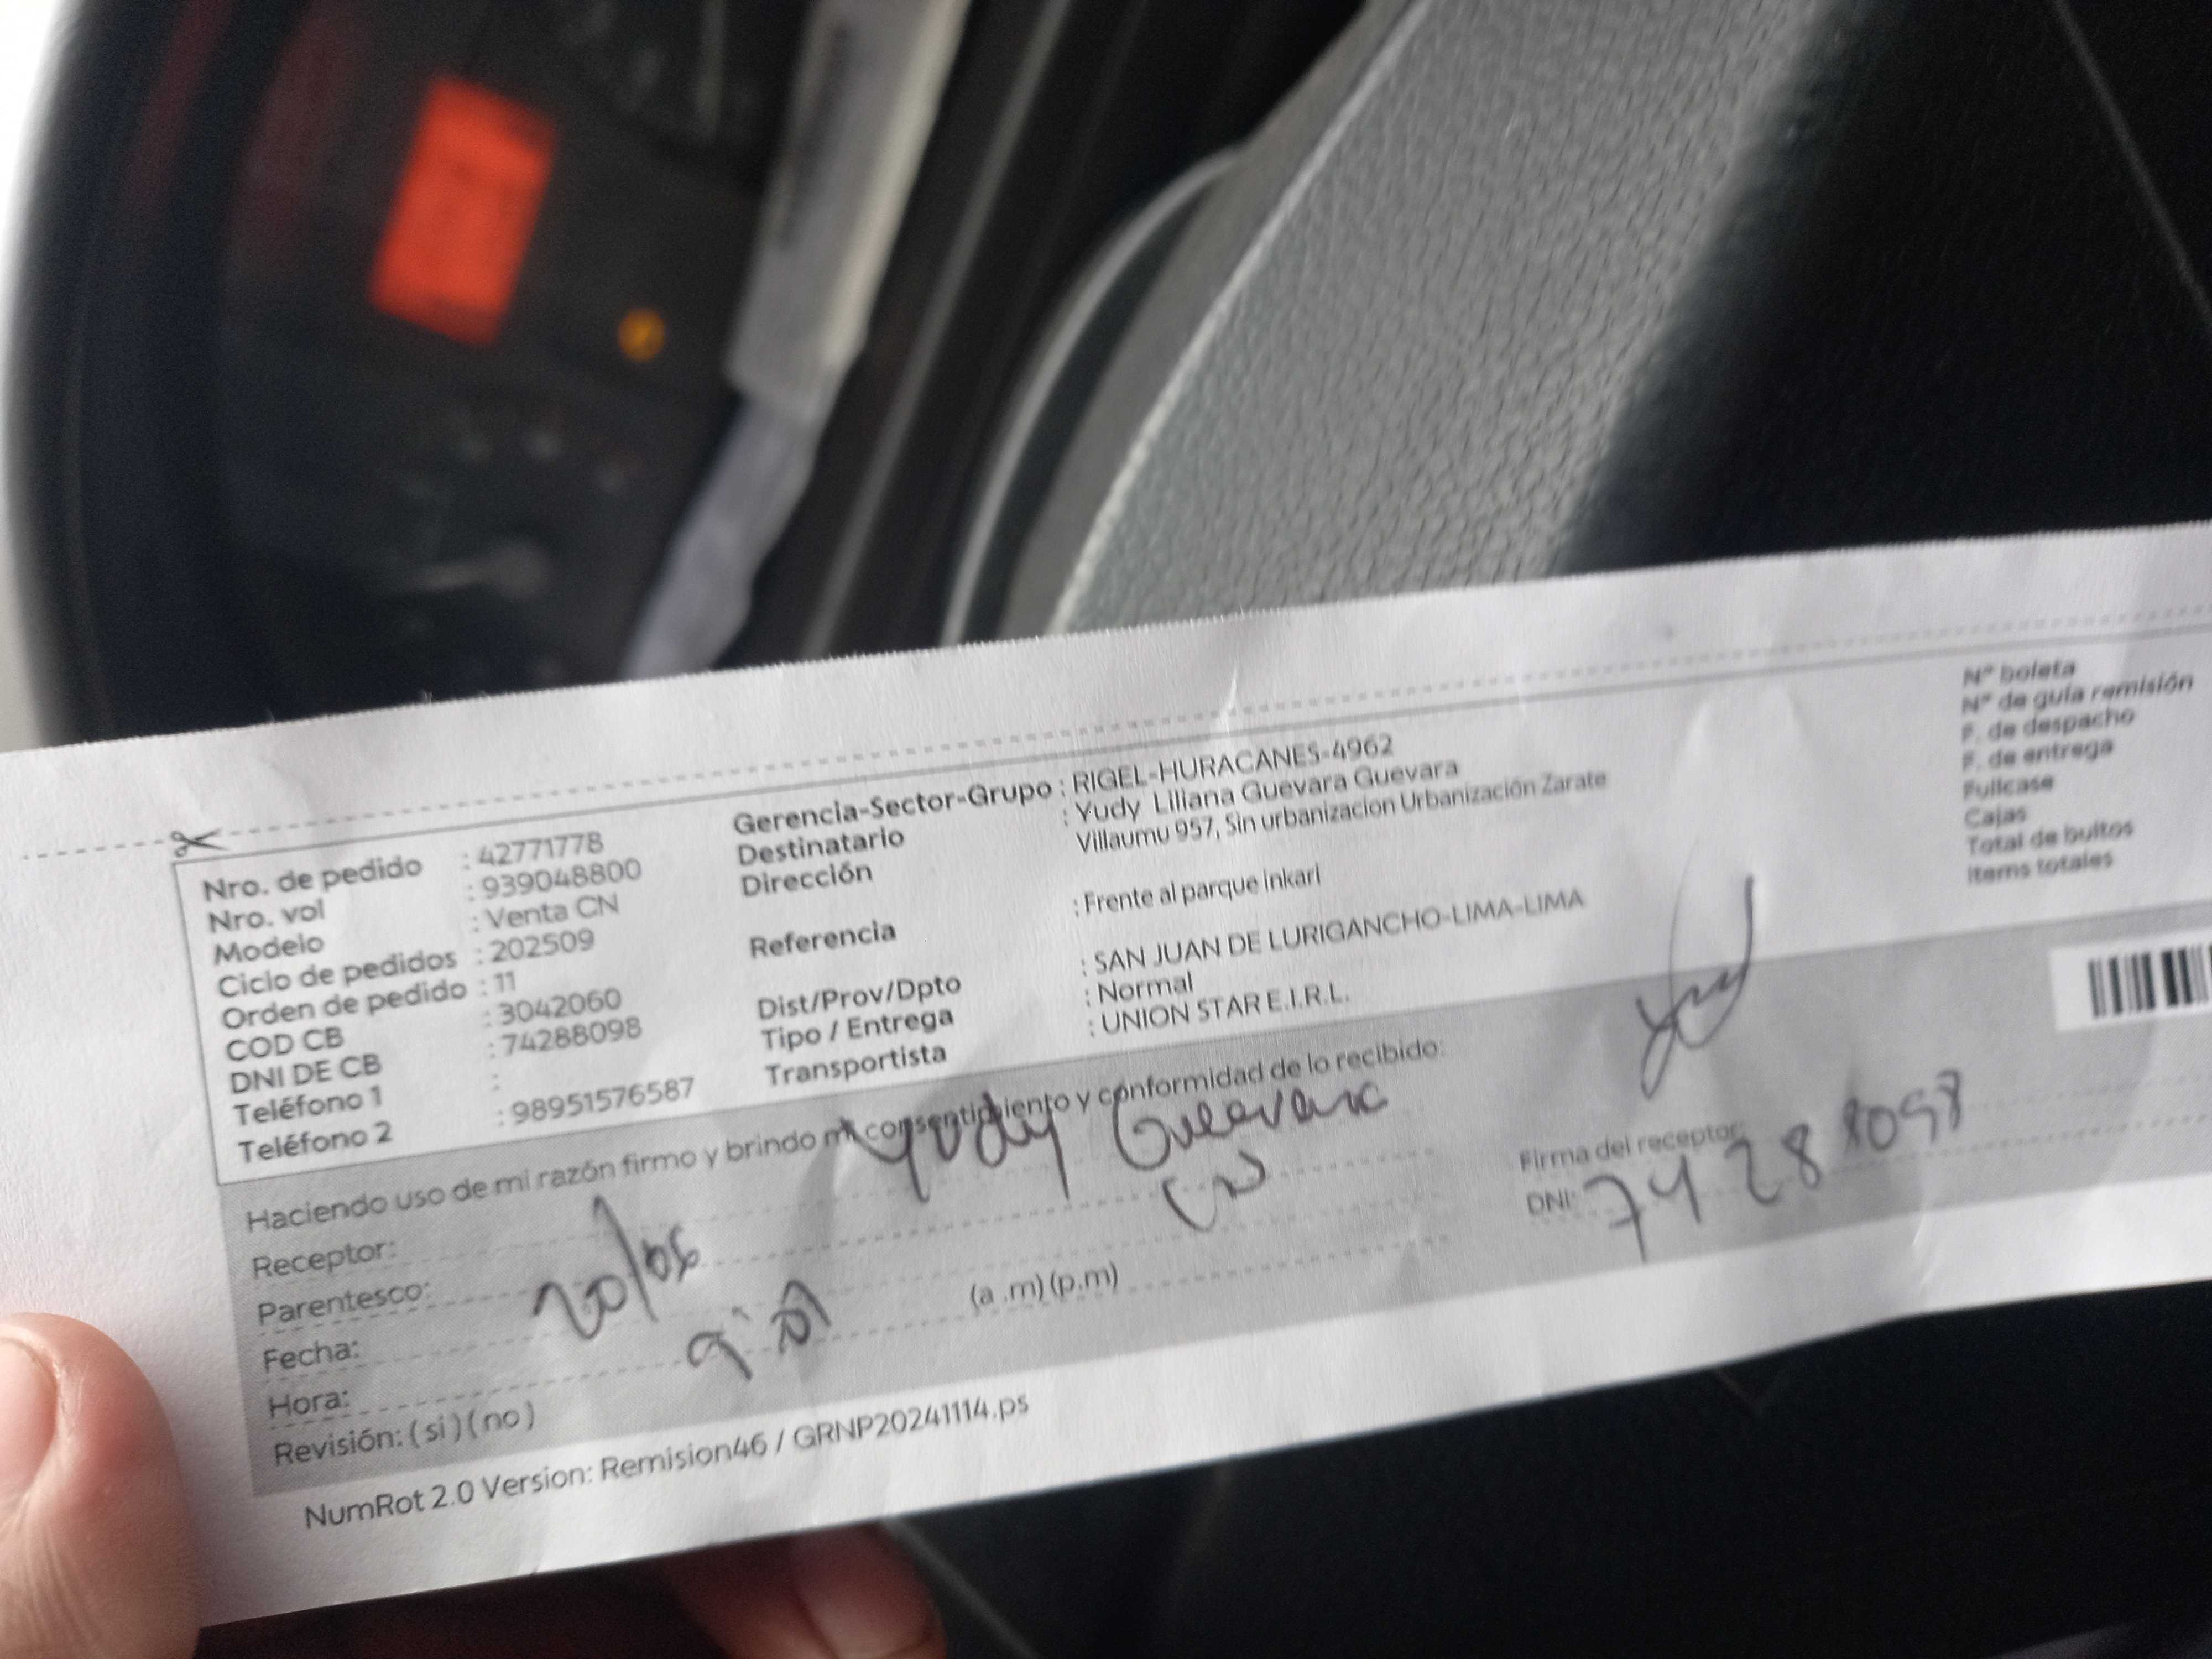 Nro. de pedido : 42771778
Nro. vol : 939048800
Modelo : Venta CN
Ciclo de pedidos : 202509
Orden de pedido : 11
COD CB : 3042060
DNI DE CB : 74288098
Teléfono 1 :
Teléfono 2 : 98951576587
Gerencia-Sector-Grupo : RIGEL-HURACANES-4962
Destinatario : Yudy Liliana Guevara Guevara
Dirección Villaumu 957, Sin urbanizacion Urbanización Zarate
Referencia : Frente al parque inkari
Dist/Prov/Dpto : SAN JUAN DE LURIGANCHO-LIMA-LIMA
Tipo / Entrega : Normal
Transportista : UNION STAR E.I.R.L.
N° boleta
N° de guía remisión
F. de despacho
F. de entrega
Fullcase
Cajas
Total de bultos
Items totales
Haciendo uso de mi razón firmo y brindo mi consentimiento y conformidad de lo recibido:
Receptor: Yudy Guevara
Parentesco:
Fecha: 20/06
Hora: (a .m) (p.m)
Revisión: ( si ) ( no )
Firma del receptor:
DNI: 74288098
NumRot 2.0 Version: Remision46 / GRNP20241114.ps